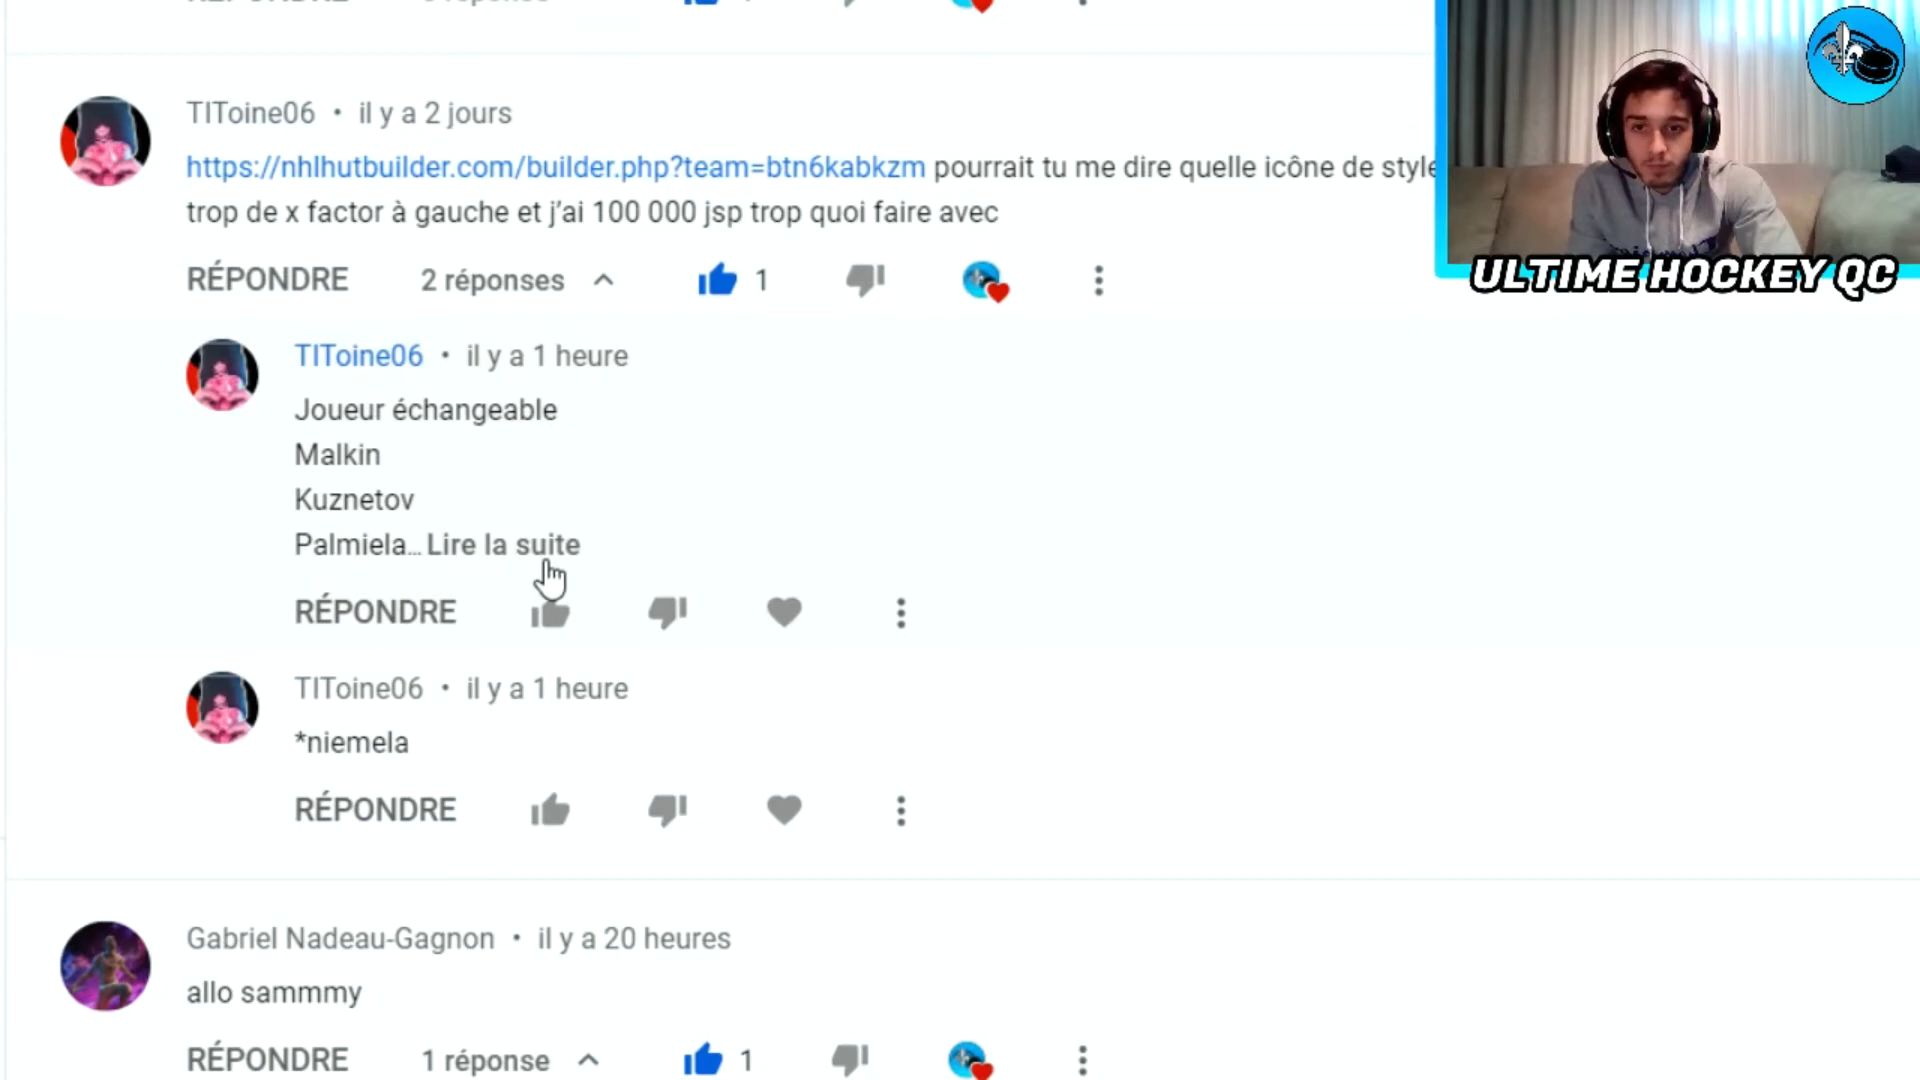 TIToine06 • il y a 2 jours
https://nhlhutbuilder.com/builder.php?team=btn6kabkzm pourrait tu me dire quelle icône de style
trop de x factor à gauche et j'ai 100 000 jsp trop quoi faire avec
RÉPONDRE 2 réponses 1
ULTIME HOCKEY QC
TIToine06 • il y a 1 heure
Joueur échangeable
Malkin
Kuznetov
Palmiela... Lire la suite
RÉPONDRE
TIToine06 • il y a 1 heure
*niemela
RÉPONDRE
Gabriel Nadeau-Gagnon • il y a 20 heures
allo sammmy
RÉPONDRE 1 réponse 1